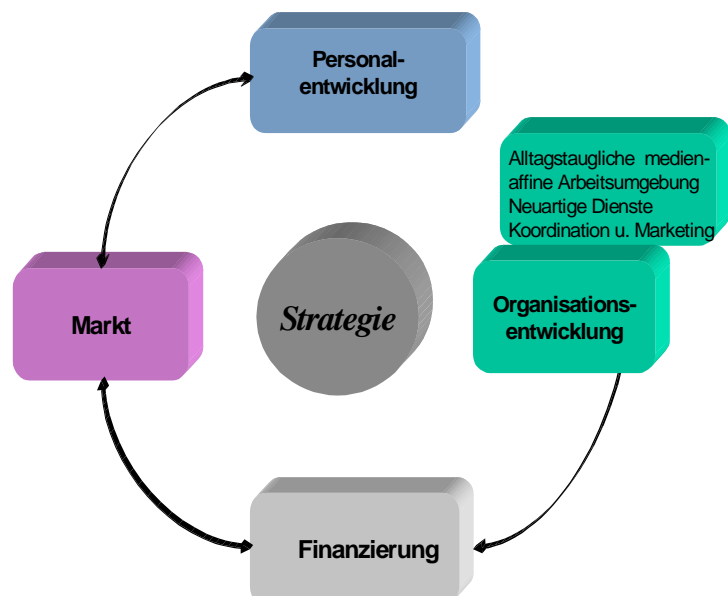 Personal-
entwicklung
Alltagstaugliche medien-
affine Arbeitsumgebung
Neuartige Dienste
Koordination u. Marketing
Markt
Strategie
Organisations-
entwicklung
Finanzierung